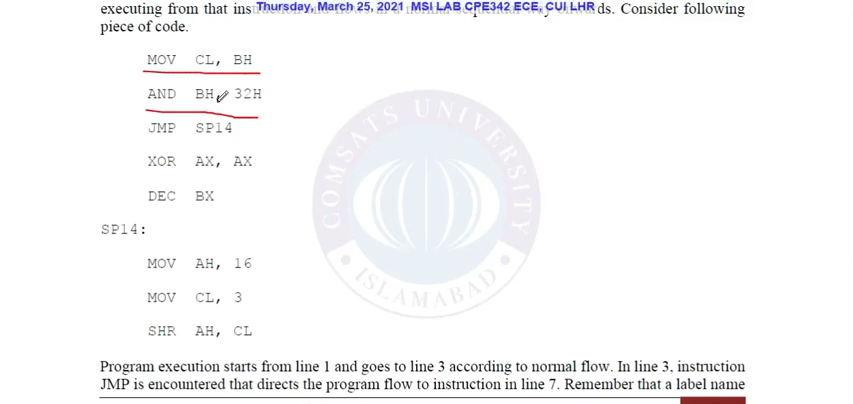 executing from that ins Thursday, March 25, 2021 MSI LAB CPE342 ECE, CUI LHR ds. Consider following
piece of code.
MOV CL, BH
AND BH, 32H
JMP SP14
XOR AX, AX
DEC BX
SP14:
MOV AH, 16
MOV CL, 3
SHR AH, CL
COMSATS UNIVERSITY
ISLAMABAD
Program execution starts from line 1 and goes to line 3 according to normal flow. In line 3, instruction
JMP is encountered that directs the program flow to instruction in line 7. Remember that a label name